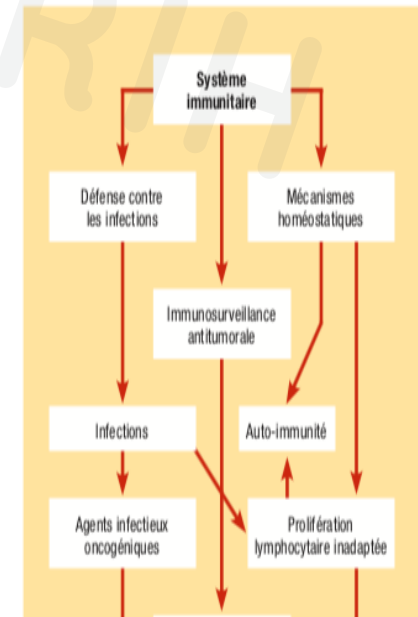 Système
immunitaire
Défense contre
les infections
Mécanismes
homéostatiques
Immunosurveillance
antitumorale
Infections
Auto-immunité
Agents infectieux
oncogéniques
Prolifération
lymphocytaire inadaptée